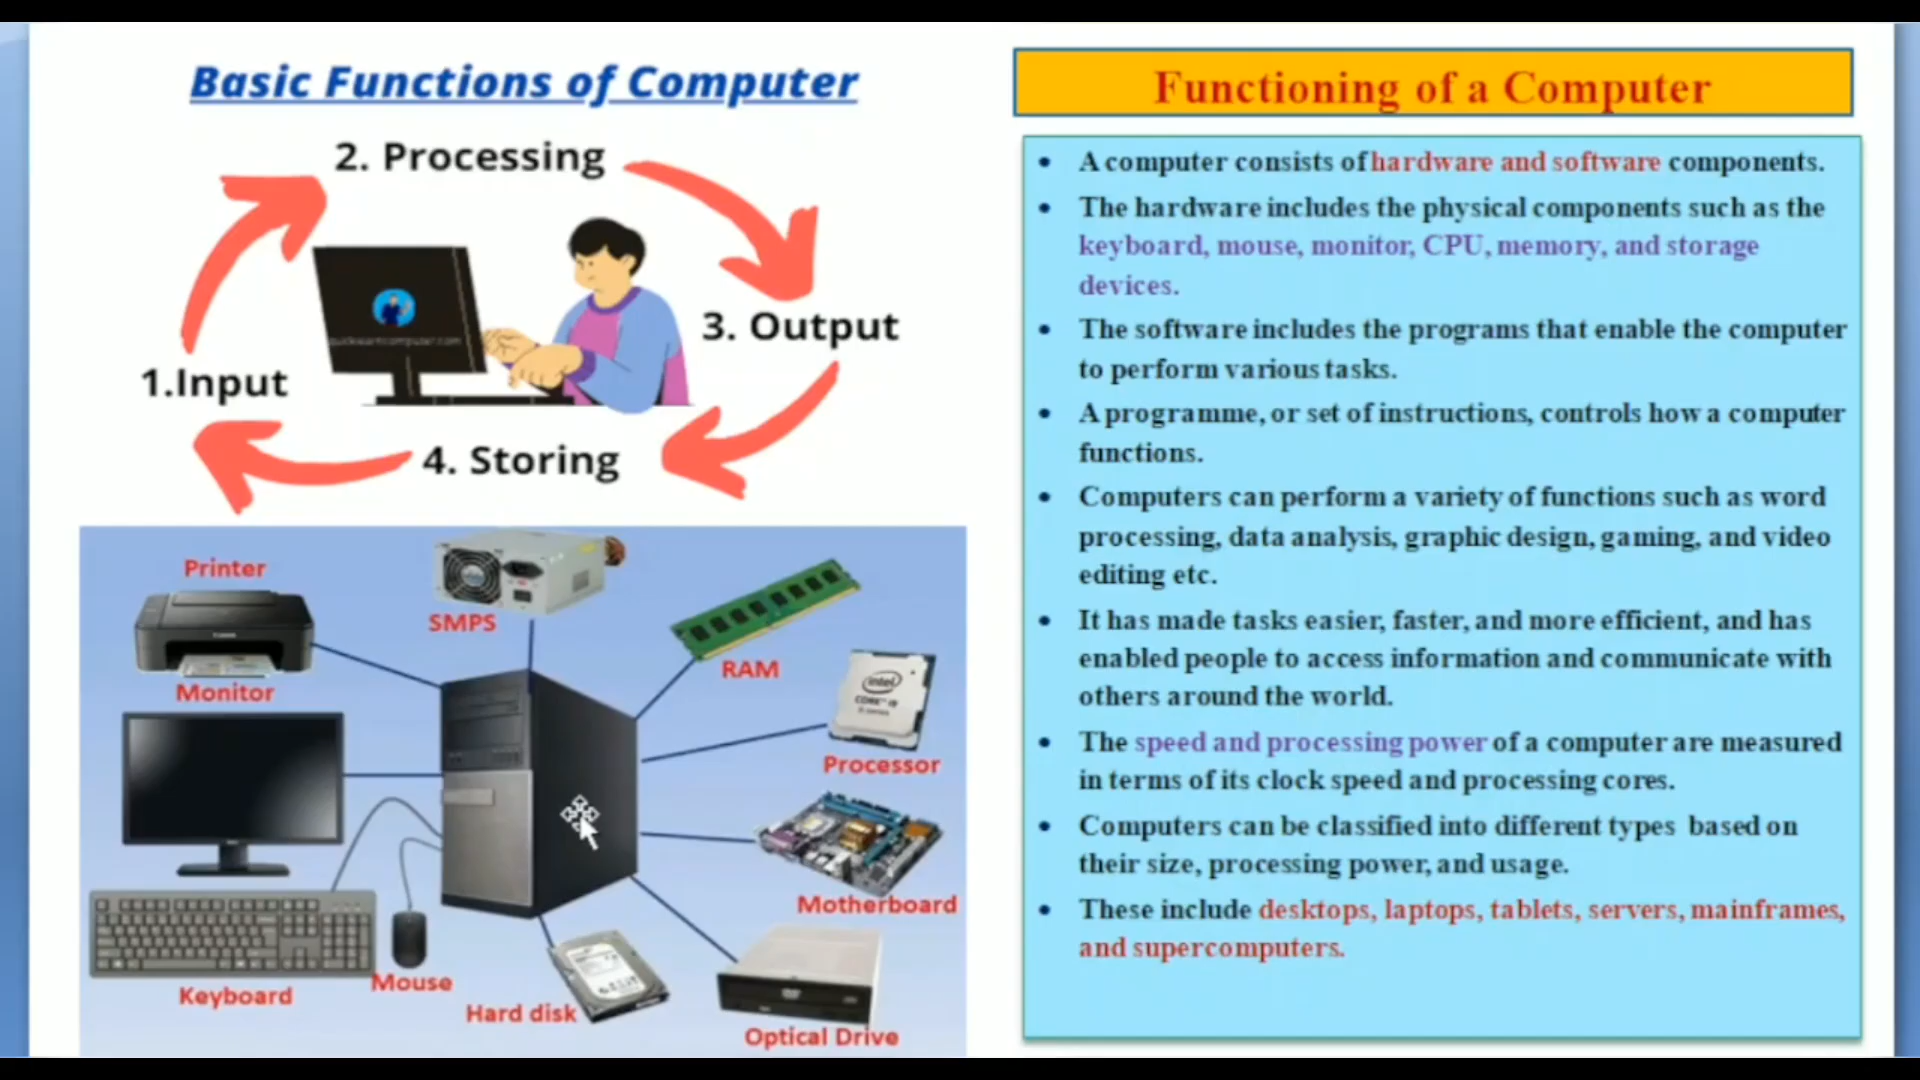 Basic Functions of Computer
2. Processing
3. Output
1.Input
4. Storing
Printer
SMPS
RAM
Monitor
intel
CORE i9
Processor
Motherboard
Keyboard
Mouse
Hard disk
Optical Drive
Functioning of a Computer
• A computer consists of hardware and software components.
• The hardware includes the physical components such as the
keyboard, mouse, monitor, CPU, memory, and storage
devices.
• The software includes the programs that enable the computer
to perform various tasks.
• A programme, or set of instructions, controls how a computer
functions.
• Computers can perform a variety of functions such as word
processing, data analysis, graphic design, gaming, and video
editing etc.
• It has made tasks easier, faster, and more efficient, and has
enabled people to access information and communicate with
others around the world.
• The speed and processing power of a computer are measured
in terms of its clock speed and processing cores.
• Computers can be classified into different types based on
their size, processing power, and usage.
• These include desktops, laptops, tablets, servers, mainframes,
and supercomputers.